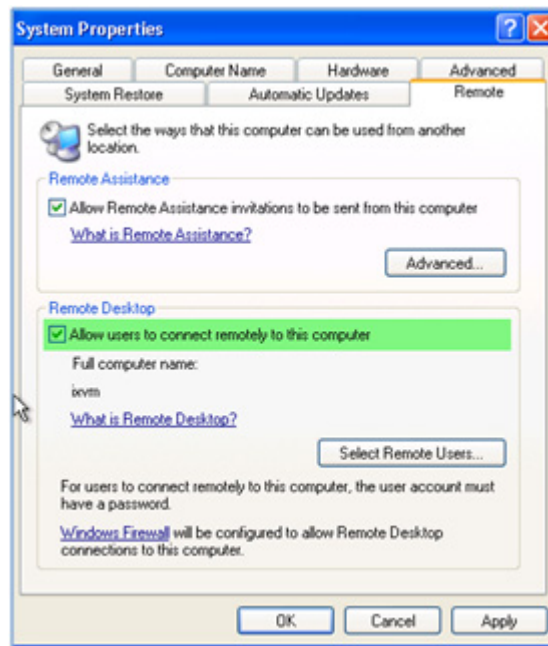 System Properties
General Computer Name Hardware Advanced
System Restore Automatic Updates Remote
Select the ways that this computer can be used from another
location.
Remote Assistance
Allow Remote Assistance invitations to be sent from this computer
What is Remote Assistance?
Advanced...
Remote Desktop
Allow users to connect remotely to this computer
Full computer name:
ixvm
What is Remote Desktop?
Select Remote Users...
For users to connect remotely to this computer, the user account must
have a password.
Windows Firewall will be configured to allow Remote Desktop
connections to this computer.
OK Cancel Apply